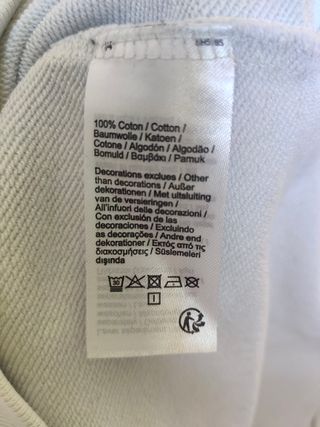 100% Coton / Cotton /
Baumwolle / Katoen /
Cotone / Algodón / Algodão /
Bomuld / Βαμβάκι / Pamuk
Decorations exclues / Other
than decorations / Außer
dekorationen / Met uitsluiting
van de versieringen /
All'infuori delle decorazioni /
Con exclusión de las
decoraciones / Excluindo
as decorações / Andre end
dekorationer / Εκτός από τις
διακοσμήσεις / Süslemeleri
dışında
30
I